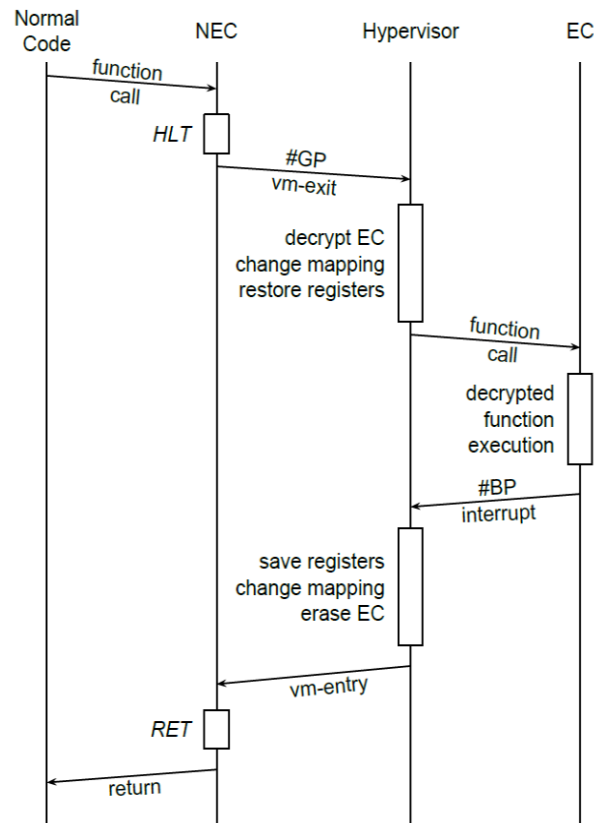 Normal
Code
NEC
Hypervisor
EC
function
call
HLT
#GP
vm-exit
decrypt EC
change mapping
restore registers
function
call
decrypted
function
execution
#BP
interrupt
save registers
change mapping
erase EC
vm-entry
RET
return